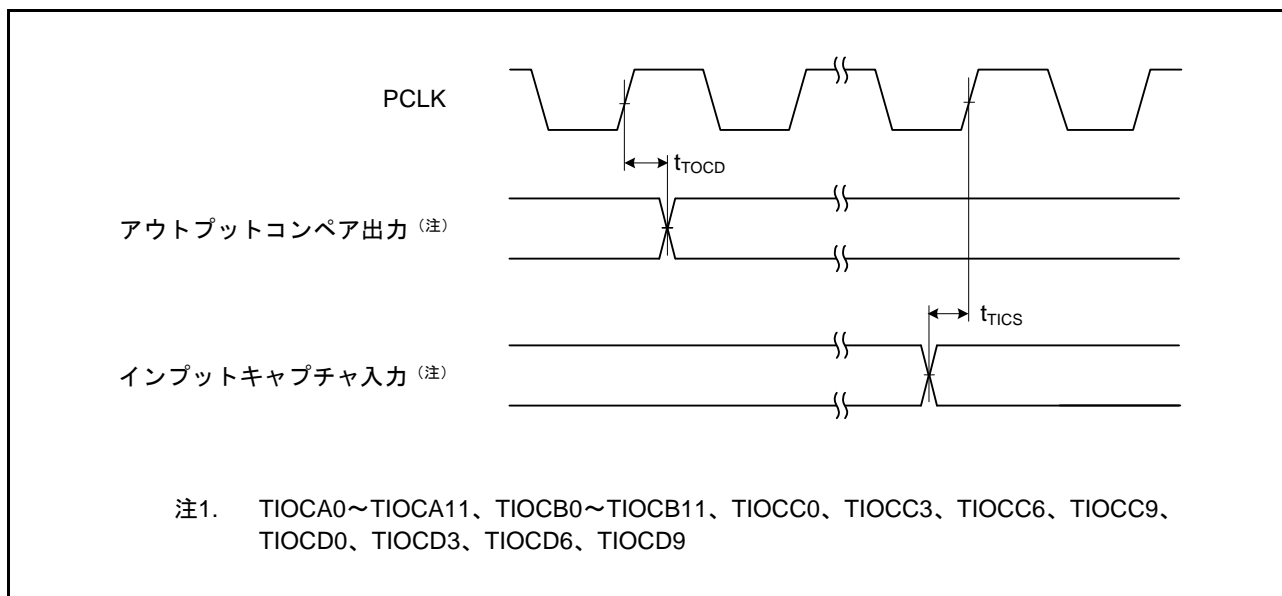 PCLK
tTOCD
アウトプットコンペア出力（注）
tTICS
インプットキャプチャ入力（注）
注1. TIOCA0～TIOCA11、TIOCB0～TIOCB11、TIOCC0、TIOCC3、TIOCC6、TIOCC9、
TIOCD0、TIOCD3、TIOCD6、TIOCD9